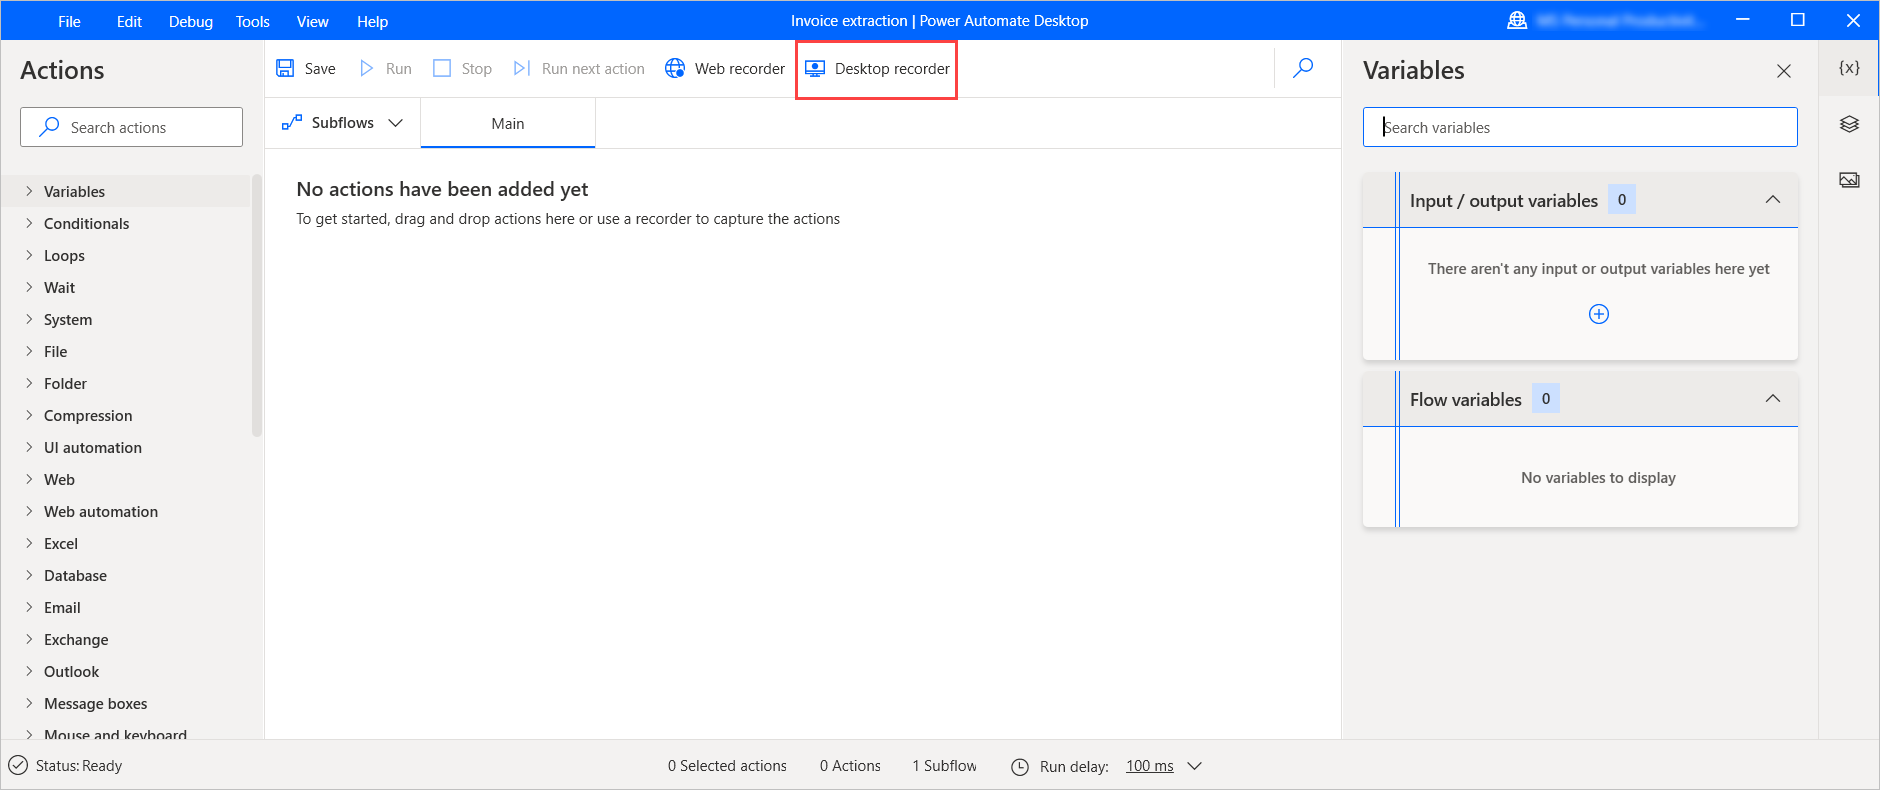 File Edit Debug Tools View Help
Invoice extraction | Power Automate Desktop
Actions
Search actions
Variables
Conditionals
Loops
Wait
System
File
Folder
Compression
UI automation
Web
Web automation
Excel
Database
Email
Exchange
Outlook
Message boxes
Mouse and keyboard
Save Run Stop Run next action Web recorder Desktop recorder
Subflows Main
No actions have been added yet
To get started, drag and drop actions here or use a recorder to capture the actions
Variables
{x}
Search variables
Input / output variables 0
There aren't any input or output variables here yet
Flow variables 0
No variables to display
Status: Ready
0 Selected actions 0 Actions 1 Subflow Run delay: 100 ms